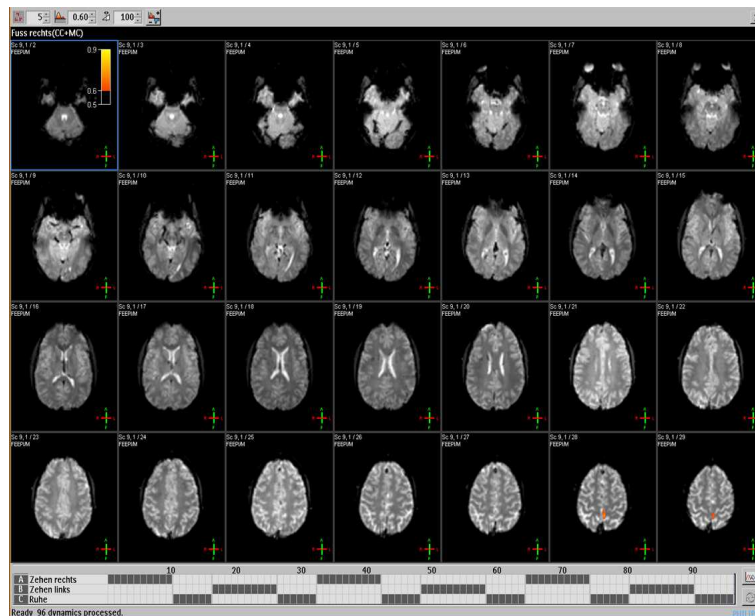 5 0.60 100
Fuss rechts(CC+MC)
Sc 9, 1 / 2
FEEPI/M
0.9
0.6
0.5
Sc 9, 1 / 3
FEEPI/M
Sc 9, 1 / 4
FEEPI/M
Sc 9, 1 / 5
FEEPI/M
Sc 9, 1 / 6
FEEPI/M
Sc 9, 1 / 7
FEEPI/M
Sc 9, 1 / 8
FEEPI/M
Sc 9, 1 / 9
FEEPI/M
Sc 9, 1 / 10
FEEPI/M
Sc 9, 1 / 11
FEEPI/M
Sc 9, 1 / 12
FEEPI/M
Sc 9, 1 / 13
FEEPI/M
Sc 9, 1 / 14
FEEPI/M
Sc 9, 1 / 15
FEEPI/M
Sc 9, 1 / 16
FEEPI/M
Sc 9, 1 / 17
FEEPI/M
Sc 9, 1 / 18
FEEPI/M
Sc 9, 1 / 19
FEEPI/M
Sc 9, 1 / 20
FEEPI/M
Sc 9, 1 / 21
FEEPI/M
Sc 9, 1 / 22
FEEPI/M
Sc 9, 1 / 23
FEEPI/M
Sc 9, 1 / 24
FEEPI/M
Sc 9, 1 / 25
FEEPI/M
Sc 9, 1 / 26
FEEPI/M
Sc 9, 1 / 27
FEEPI/M
Sc 9, 1 / 28
FEEPI/M
Sc 9, 1 / 29
FEEPI/M
10 20 30 40 50 60 70 80 90
A Zehen rechts
B Zehen links
C Ruhe
Ready 96 dynamics processed.